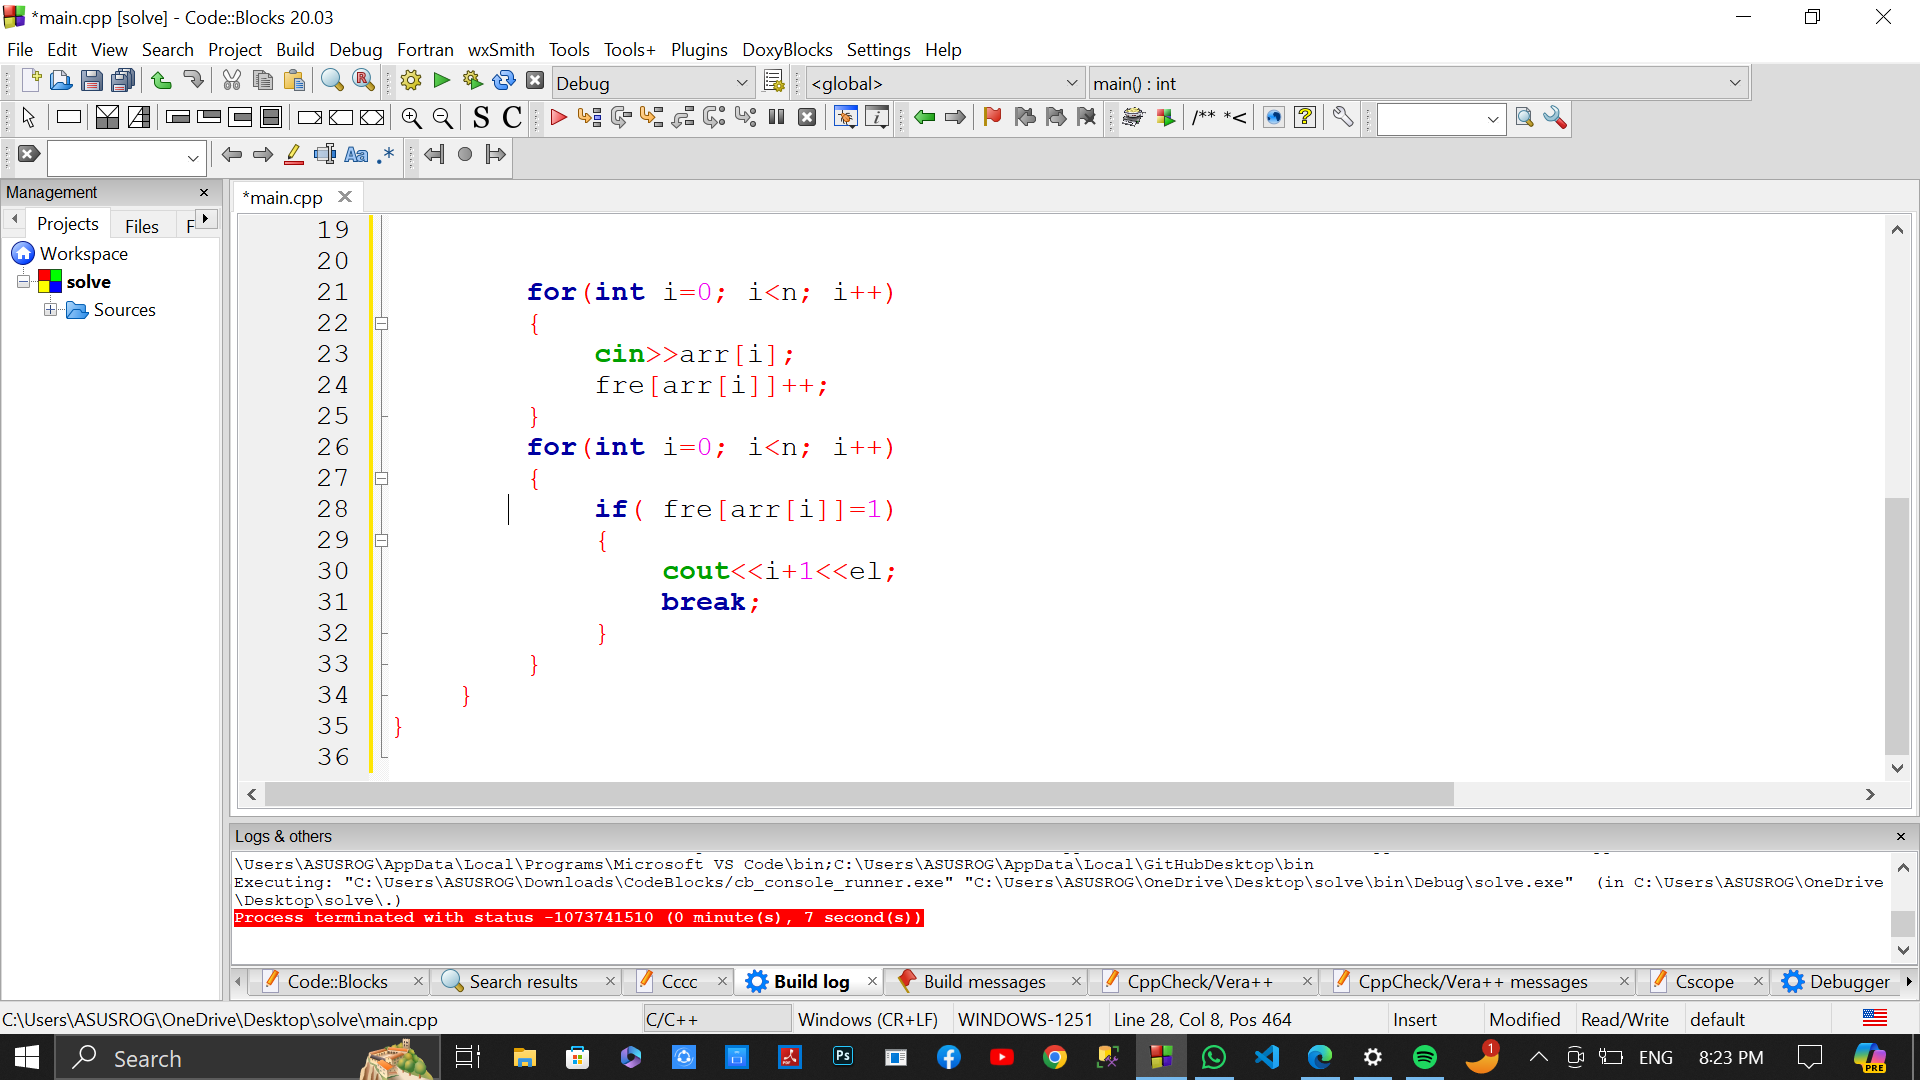 *main.cpp [solve] - Code::Blocks 20.03
File Edit View Search Project Build Debug Fortran wxSmith Tools Tools+ Plugins DoxyBlocks Settings Help
Debug <global> main() : int
S C /** *<
Aa .*
Management
*main.cpp
Projects Files F
Workspace
solve
Sources
19
20
21 for(int i=0; i<n; i++)
22 {
23 cin>>arr[i];
24 fre[arr[i]]++;
25 }
26 for(int i=0; i<n; i++)
27 {
28 if( fre[arr[i]]=1)
29 {
30 cout<<i+1<<el;
31 break;
32 }
33 }
34 }
35 }
36
Logs & others
\Users\ASUSROG\AppData\Local\Programs\Microsoft VS Code\bin;C:\Users\ASUSROG\AppData\Local\GitHubDesktop\bin
Executing: "C:\Users\ASUSROG\Downloads\CodeBlocks/cb_console_runner.exe" "C:\Users\ASUSROG\OneDrive\Desktop\solve\bin\Debug\solve.exe"  (in C:\Users\ASUSROG\OneDrive
\Desktop\solve\.)
Process terminated with status -1073741510 (0 minute(s), 7 second(s))
Code::Blocks Search results Cccc Build log Build messages CppCheck/Vera++ CppCheck/Vera++ messages Cscope Debugger
C:\Users\ASUSROG\OneDrive\Desktop\solve\main.cpp C/C++ Windows (CR+LF) WINDOWS-1251 Line 28, Col 8, Pos 464 Insert Modified Read/Write default
Search Ps 1 ENG 8:23 PM PRE